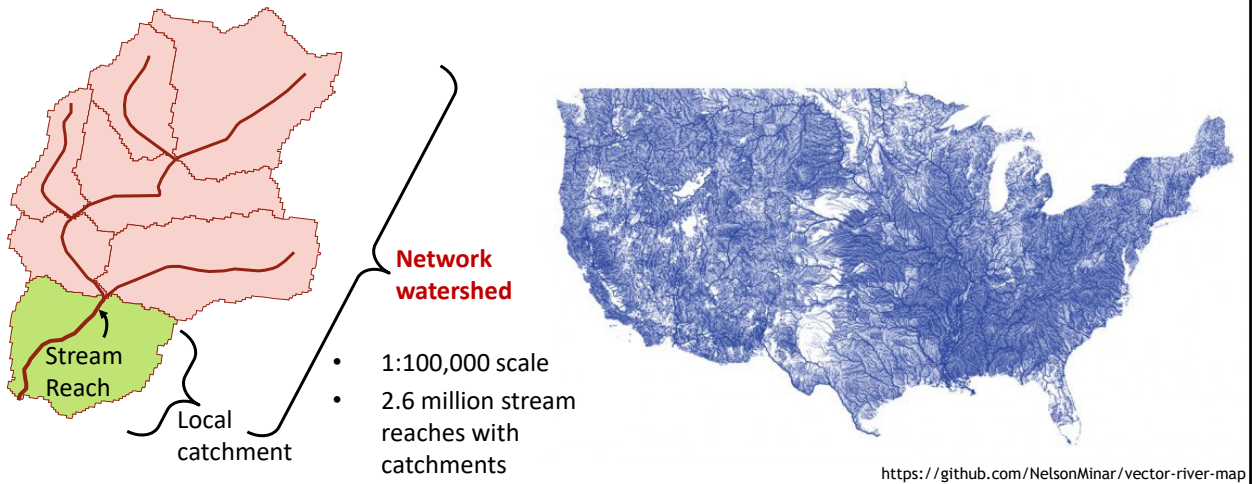 Stream
Reach
Local
catchment
Network
watershed
• 1:100,000 scale
• 2.6 million stream
reaches with
catchments
https://github.com/NelsonMinar/vector-river-map